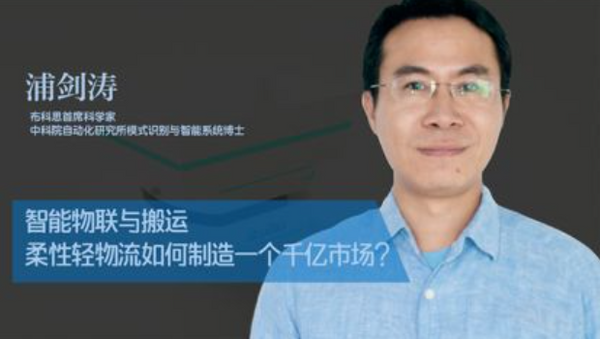 浦剑涛
布科思首席科学家
中科院自动化研究所模式识别与智能系统博士
智能物联与搬运
柔性轻物流如何制造一个千亿市场？